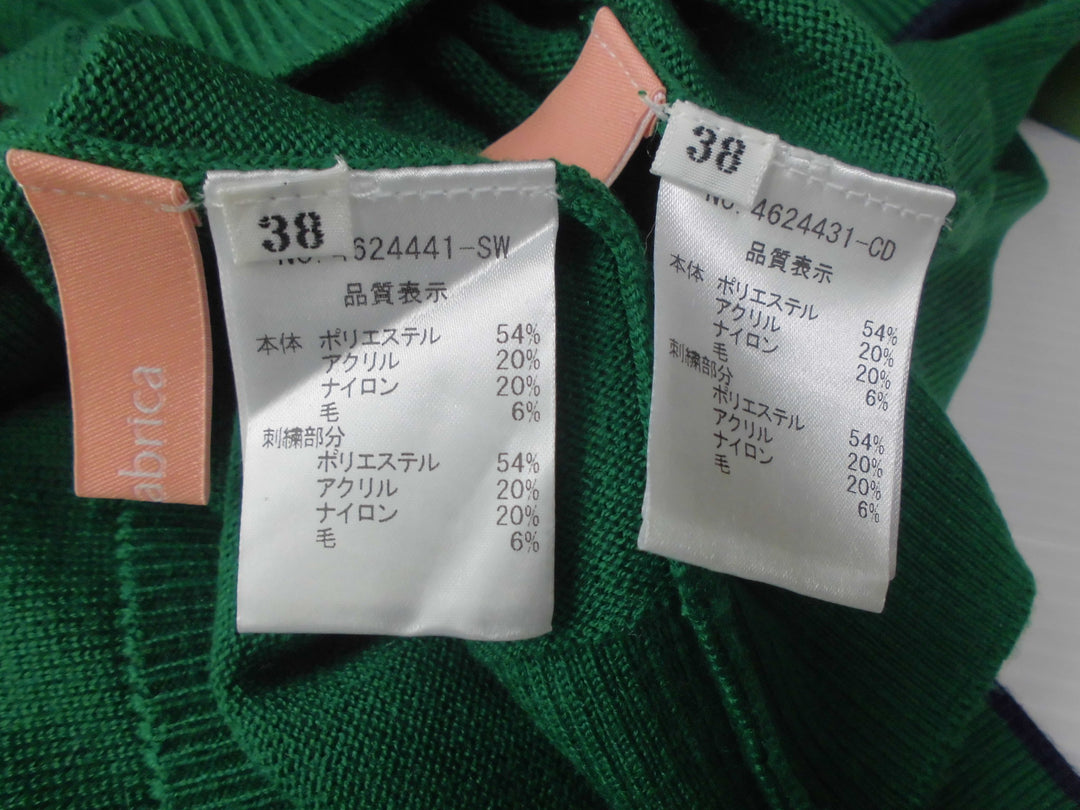 abrica
38
No. 4624441-SW
品質表示
本体 ポリエステル 54%
アクリル 20%
ナイロン 20%
毛 6%
刺繍部分
ポリエステル 54%
アクリル 20%
ナイロン 20%
毛 6%
38
No. 4624431-CD
品質表示
本体 ポリエステル 54%
アクリル 20%
ナイロン 20%
毛 6%
刺繍部分
ポリエステル 54%
アクリル 20%
ナイロン 20%
毛 6%